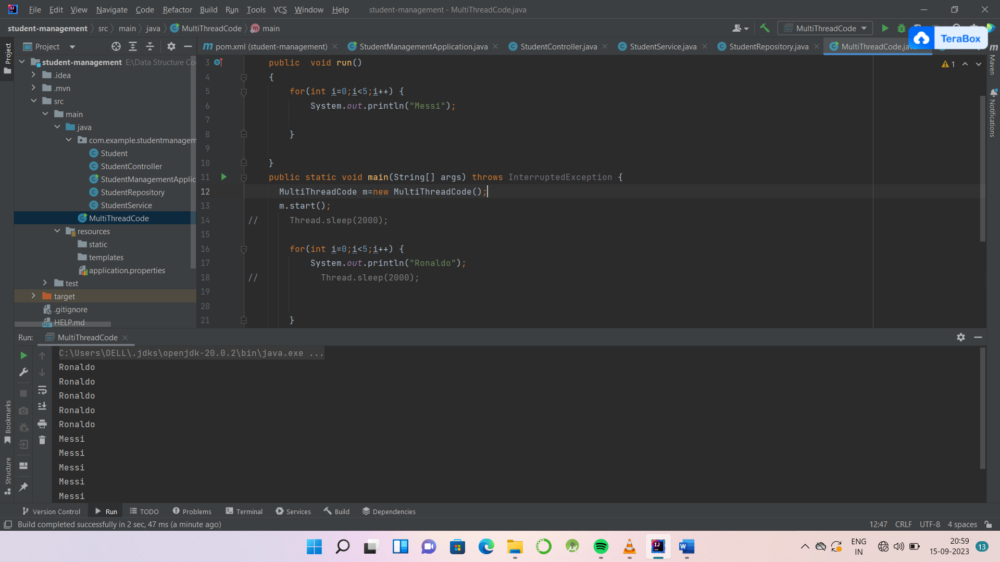 File Edit View Navigate Code Refactor Build Run Tools VCS Window Help student-management - MultiThreadCode.java
student-management src main java MultiThreadCode main MultiThreadCode
TeraBox
Project
pom.xml (student-management) StudentManagementApplication.java StudentController.java StudentService.java StudentRepository.java MultiThreadCode.java
Project
Bookmarks
Structure
Maven
Notifications
student-management E:\Data Structure Co
.idea
.mvn
src
main
java
com.example.studentmanagem
Student
StudentController
StudentManagementApplic
StudentRepository
StudentService
MultiThreadCode
resources
static
templates
application.properties
test
target
.gitignore
HELP.md
1
3 public  void run()
4 {
5 for(int i=0;i<5;i++) {
6 System.out.println("Messi");
7
8 }
9
10 }
11 public static void main(String[] args) throws InterruptedException {
12 MultiThreadCode m=new MultiThreadCode();
13 m.start();
14 // Thread.sleep(2000);
15
16 for(int i=0;i<5;i++) {
17 System.out.println("Ronaldo");
18 // Thread.sleep(2000);
19
20
21 }
Run: MultiThreadCode
C:\Users\DELL\.jdks\openjdk-20.0.2\bin\java.exe ...
Ronaldo
Ronaldo
Ronaldo
Ronaldo
Ronaldo
Messi
Messi
Messi
Messi
Messi
Version Control Run TODO Problems Terminal Services Build Dependencies
Build completed successfully in 2 sec, 47 ms (a minute ago) 12:47 CRLF UTF-8 4 spaces
ENG
IN
20:59
15-09-2023
13